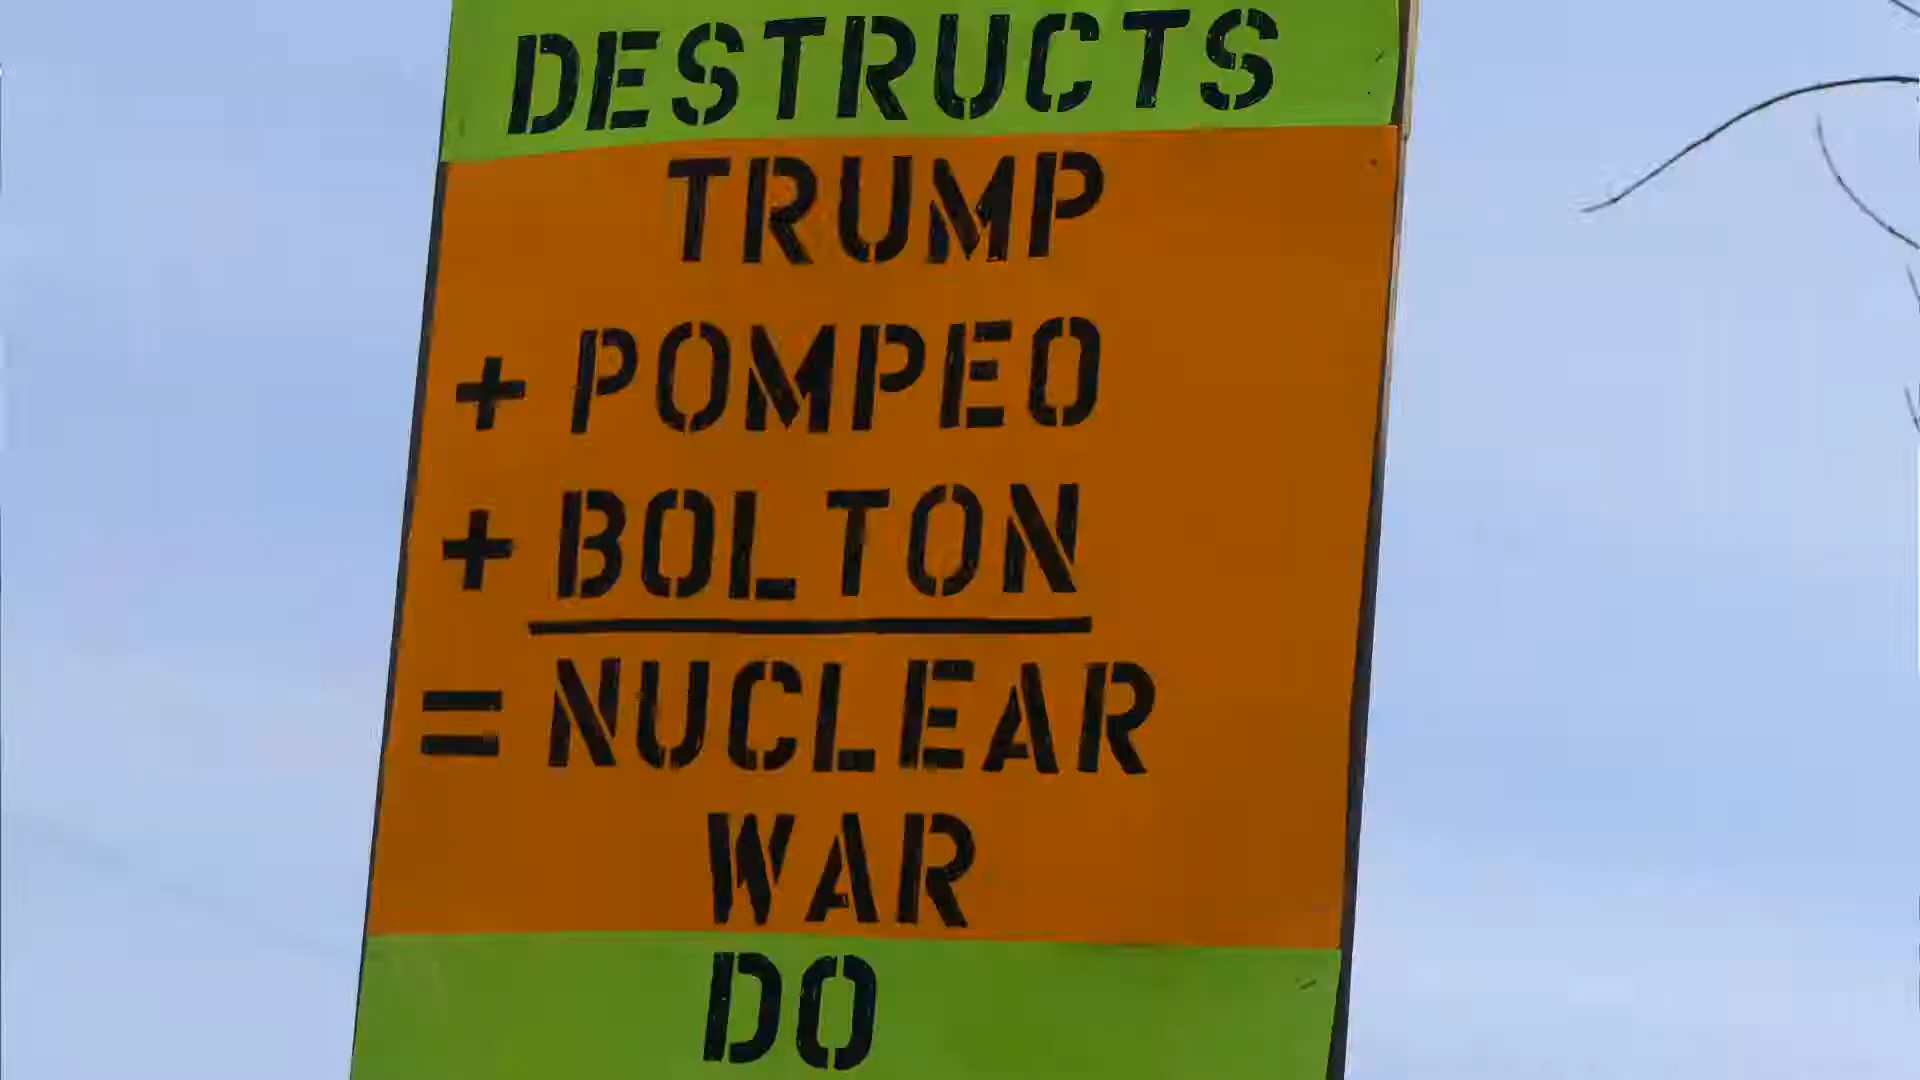 DESTRUCTS
TRUMP
+ POMPEO
+ BOLTON
= NUCLEAR
WAR
DO